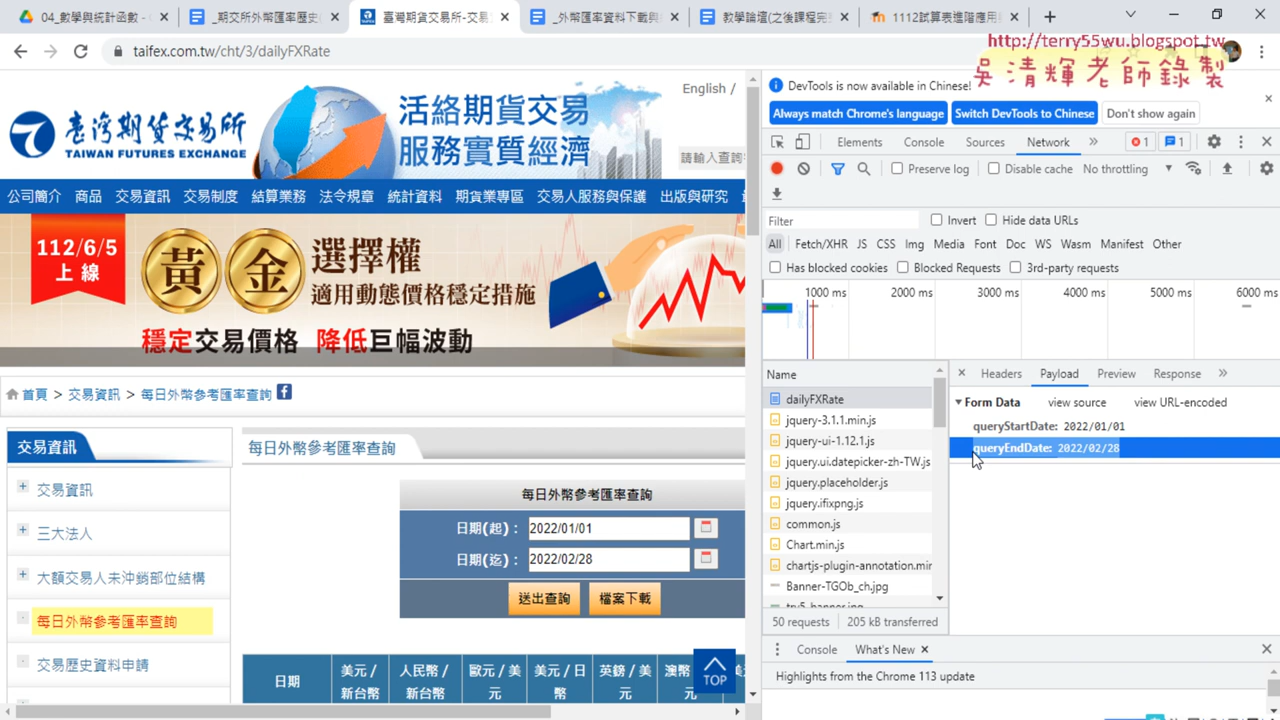 04_數學與統計函數 -
_期交所外幣匯率歷史
臺灣期貨交易所-交易
_外幣匯率資料下載與
教學論壇(之後課程完
1112試算表進階應用
taifex.com.tw/cht/3/dailyFXRate
http://terry55wu.blogspot.tw
吳清輝老師錄製
English /
臺灣期貨交易所
TAIWAN FUTURES EXCHANGE
活絡期貨交易
服務實質經濟
請輸入查詢
公司簡介 商品 交易資訊 交易制度 結算業務 法令規章 統計資料 期貨業專區 交易人服務與保護 出版與研究
112/6/5
上線
黃金
選擇權
適用動態價格穩定措施
穩定交易價格 降低巨幅波動
首頁 > 交易資訊 > 每日外幣參考匯率查詢
交易資訊
交易資訊
三大法人
大額交易人未沖銷部位結構
每日外幣參考匯率查詢
交易歷史資料申請
每日外幣參考匯率查詢
每日外幣參考匯率查詢
日期(起)： 2022/01/01
日期(迄)： 2022/02/28
送出查詢 檔案下載
日期
美元／新台幣
人民幣／新台幣
歐元／美元
美元／日幣
英鎊／美元
TOP
DevTools is now available in Chinese!
Always match Chrome's language
Switch DevTools to Chinese
Don't show again
Elements Console Sources Network » 1 1
Preserve log Disable cache No throttling
Filter Invert Hide data URLs
All Fetch/XHR JS CSS Img Media Font Doc WS Wasm Manifest Other
Has blocked cookies Blocked Requests 3rd-party requests
1000 ms 2000 ms 3000 ms 4000 ms 5000 ms 6000 ms
Name
dailyFXRate
jquery-3.1.1.min.js
jquery-ui-1.12.1.js
jquery.ui.datepicker-zh-TW.js
jquery.placeholder.js
jquery.ifixpng.js
common.js
Chart.min.js
chartjs-plugin-annotation.min
Banner-TGOb_ch.jpg
50 requests 205 kB transferred
Headers Payload Preview Response »
Form Data view source view URL-encoded
queryStartDate: 2022/01/01
queryEndDate: 2022/02/28
Console What's New
Highlights from the Chrome 113 update